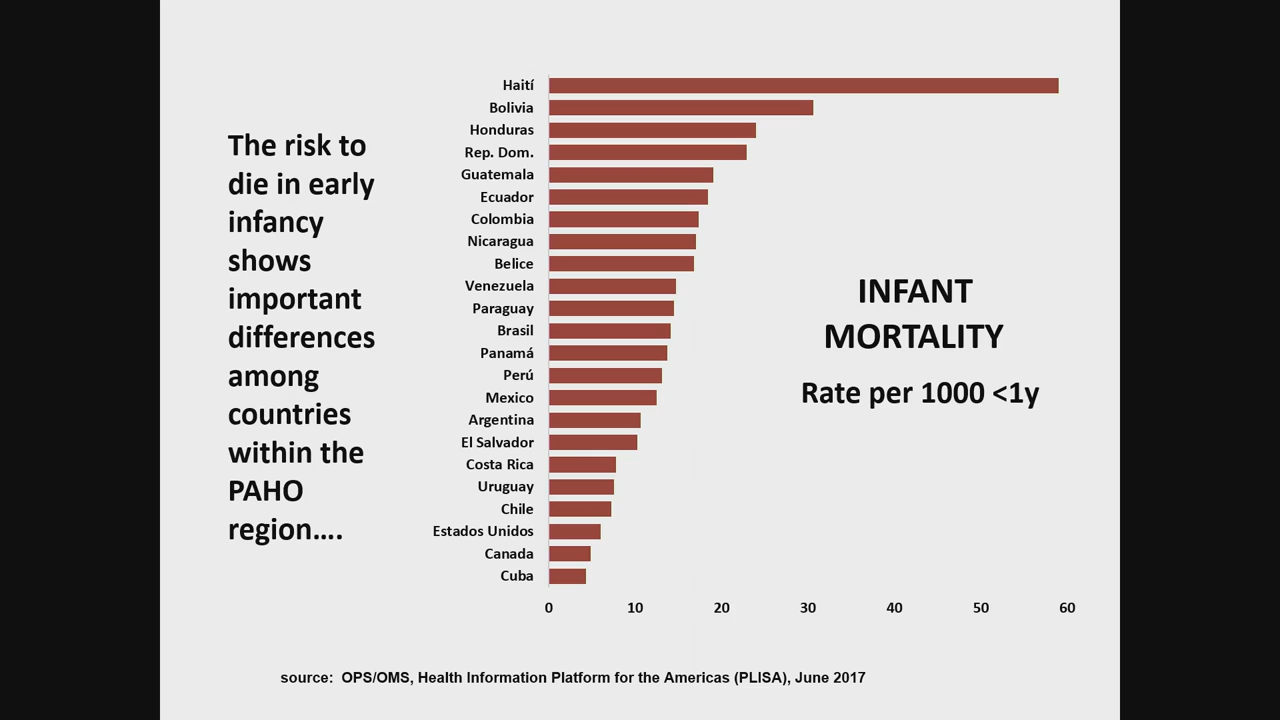 The risk to
die in early
infancy
shows
important
differences
among
countries
within the
PAHO
region....
Haití
Bolivia
Honduras
Rep. Dom.
Guatemala
Ecuador
Colombia
Nicaragua
Belice
Venezuela
Paraguay
Brasil
Panamá
Perú
Mexico
Argentina
El Salvador
Costa Rica
Uruguay
Chile
Estados Unidos
Canada
Cuba
0 10 20 30 40 50 60
INFANT
MORTALITY
Rate per 1000 <1y
source: OPS/OMS, Health Information Platform for the Americas (PLISA), June 2017